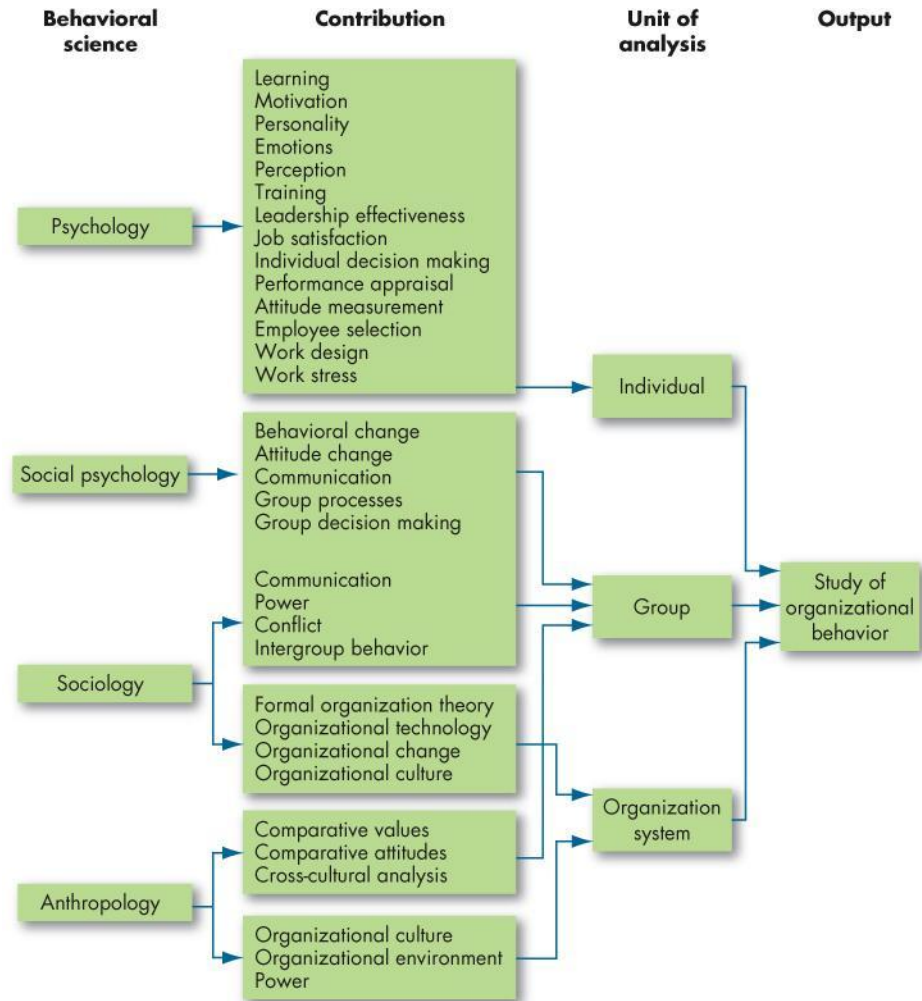 Behavioral
science
Contribution
Unit of
analysis
Output
Psychology
Learning
Motivation
Personality
Emotions
Perception
Training
Leadership effectiveness
Job satisfaction
Individual decision making
Performance appraisal
Attitude measurement
Employee selection
Work design
Work stress
Individual
Social psychology
Behavioral change
Attitude change
Communication
Group processes
Group decision making
Communication
Power
Conflict
Intergroup behavior
Group
Study of
organizational
behavior
Sociology
Formal organization theory
Organizational technology
Organizational change
Organizational culture
Organization
system
Anthropology
Comparative values
Comparative attitudes
Cross-cultural analysis
Organizational culture
Organizational environment
Power